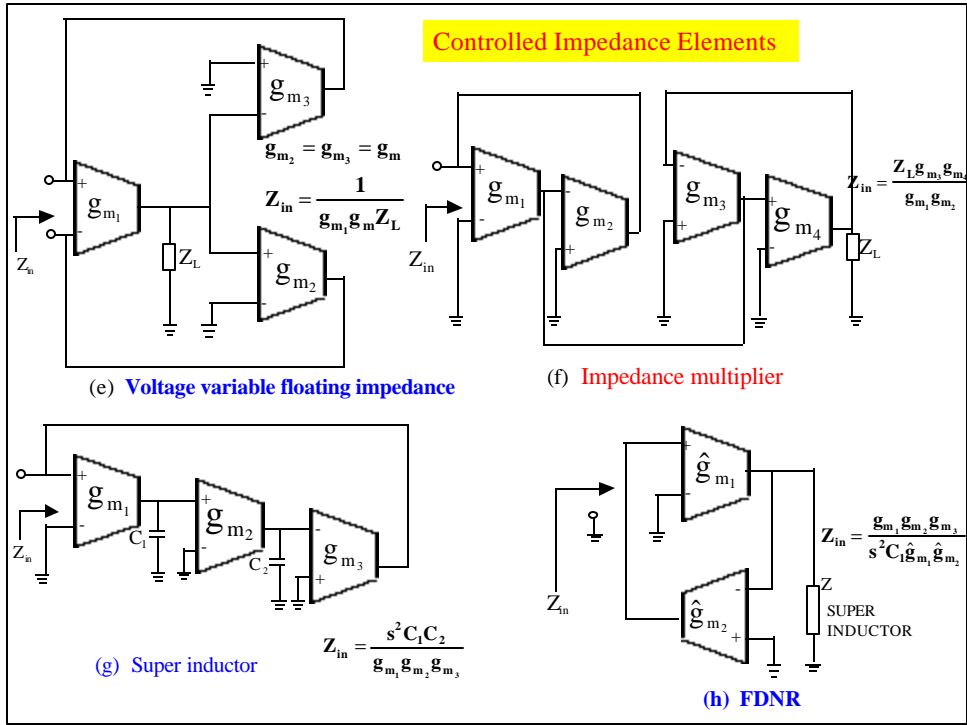 Controlled Impedance Elements
+
-
g_m1
Z_in
Z_L
+
-
g_m3
g_m2 = g_m3 = g_m
Z_in = 1 / (g_m1 g_m Z_L)
+
-
g_m2
(e) Voltage variable floating impedance
+
-
g_m1
Z_in
-
+
g_m2
-
+
g_m3
+
-
g_m4
Z_L
Z_in = Z_L g_m3 g_m4 / (g_m1 g_m2)
(f) Impedance multiplier
+
-
g_m1
Z_in
C_1
+
-
g_m2
C_2
-
+
g_m3
Z_in = s^2 C_1 C_2 / (g_m1 g_m2 g_m3)
(g) Super inductor
+
-
ĝ_m1
Z_in
-
+
ĝ_m2
Z
SUPER
INDUCTOR
Z_in = g_m1 g_m2 g_m3 / (s^2 C_1 ĝ_m1 ĝ_m2)
(h) FDNR